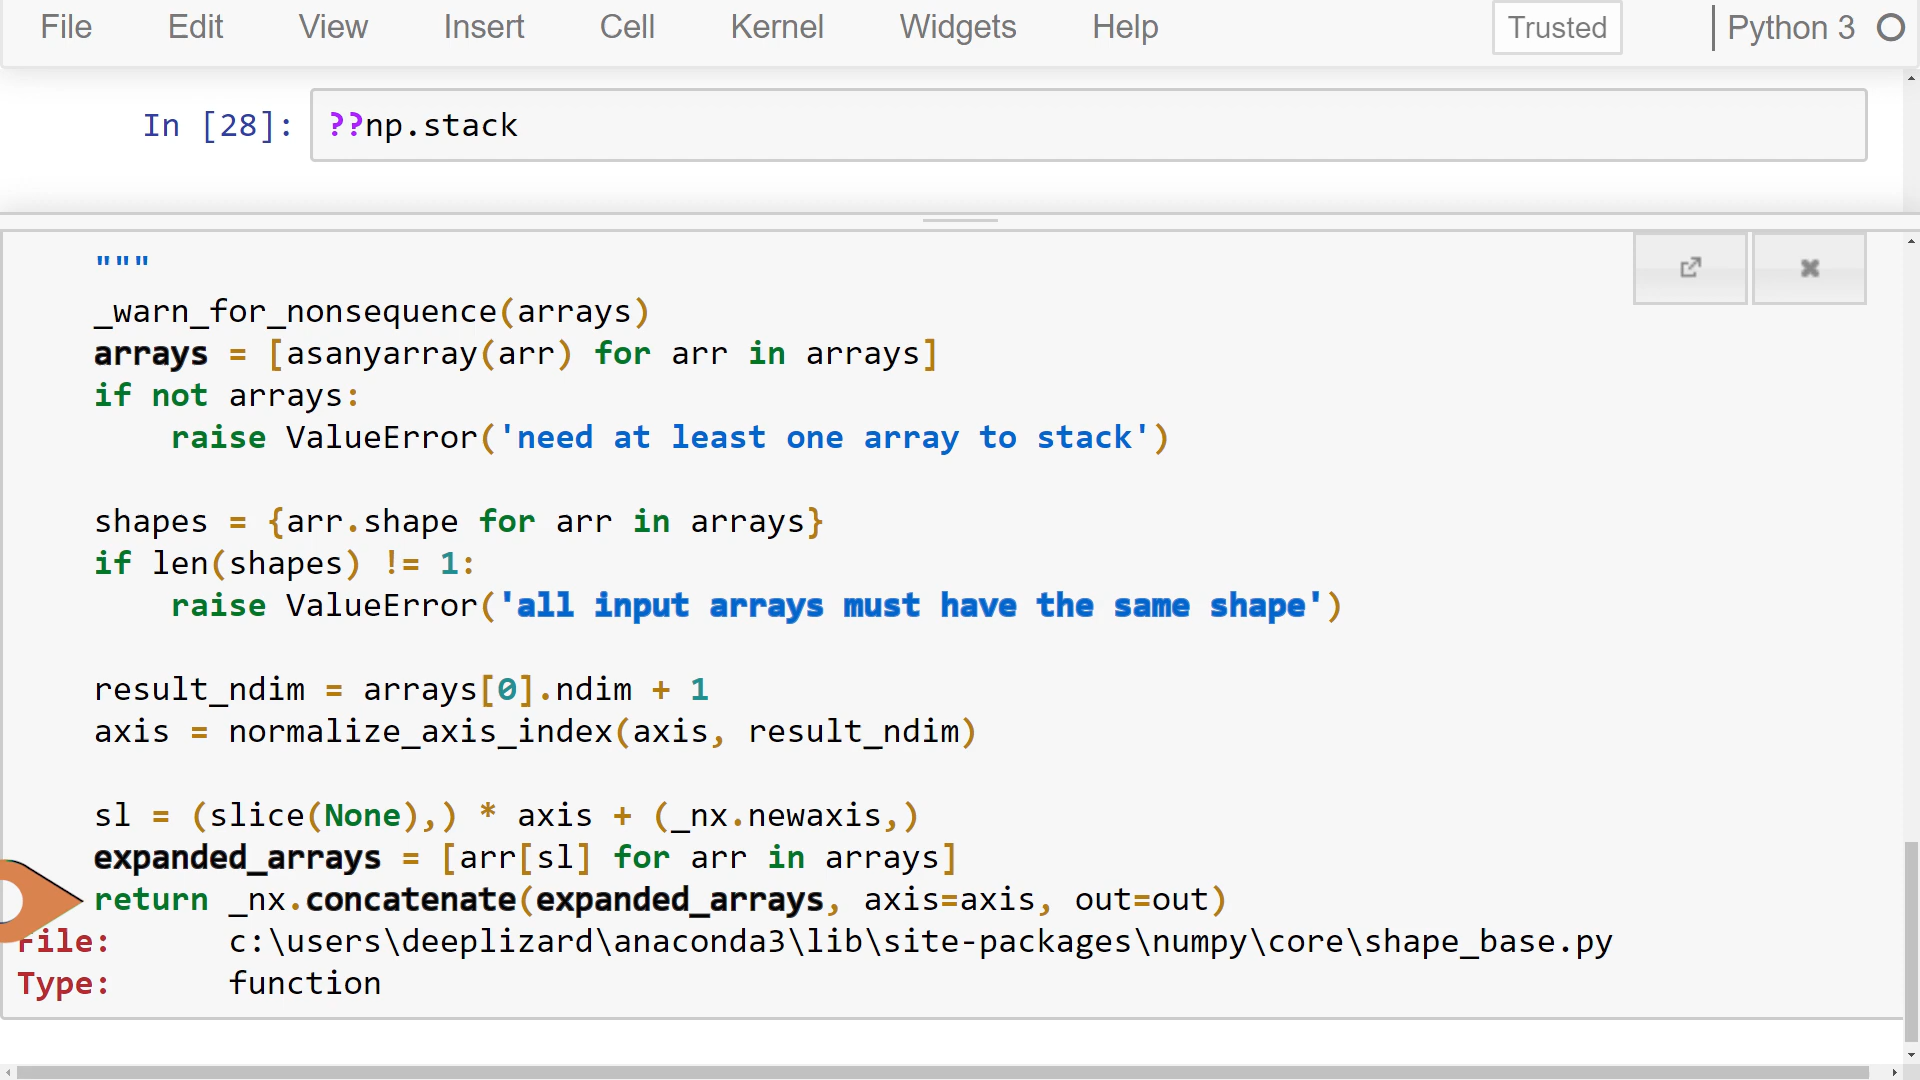 File Edit View Insert Cell Kernel Widgets Help Trusted Python 3
In [28]: ??np.stack
"""
_warn_for_nonsequence(arrays)
arrays = [asanyarray(arr) for arr in arrays]
if not arrays:
    raise ValueError('need at least one array to stack')
shapes = {arr.shape for arr in arrays}
if len(shapes) != 1:
    raise ValueError('all input arrays must have the same shape')
result_ndim = arrays[0].ndim + 1
axis = normalize_axis_index(axis, result_ndim)
sl = (slice(None),) * axis + (_nx.newaxis,)
expanded_arrays = [arr[sl] for arr in arrays]
return _nx.concatenate(expanded_arrays, axis=axis, out=out)
File: c:\users\deeplizard\anaconda3\lib\site-packages\numpy\core\shape_base.py
Type: function